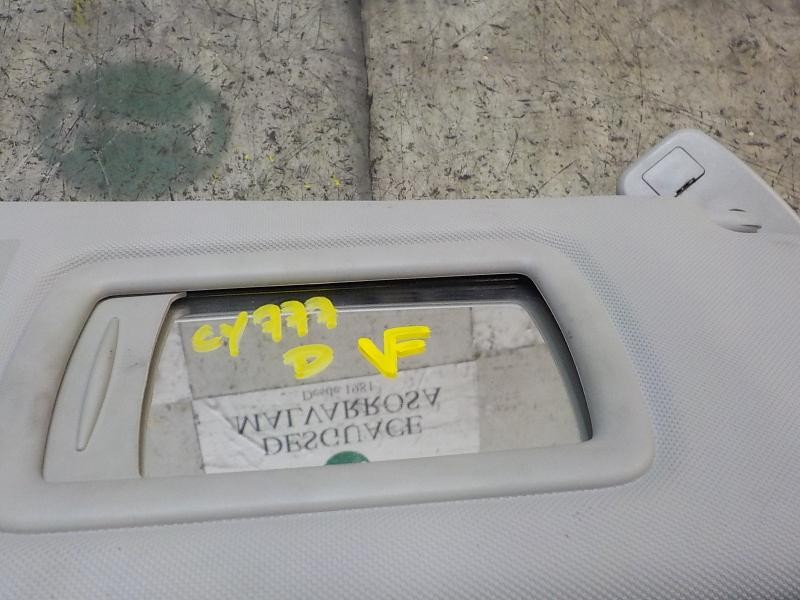 CY777
D VF
Desde 1981
MALVARROSA
DESGUACE